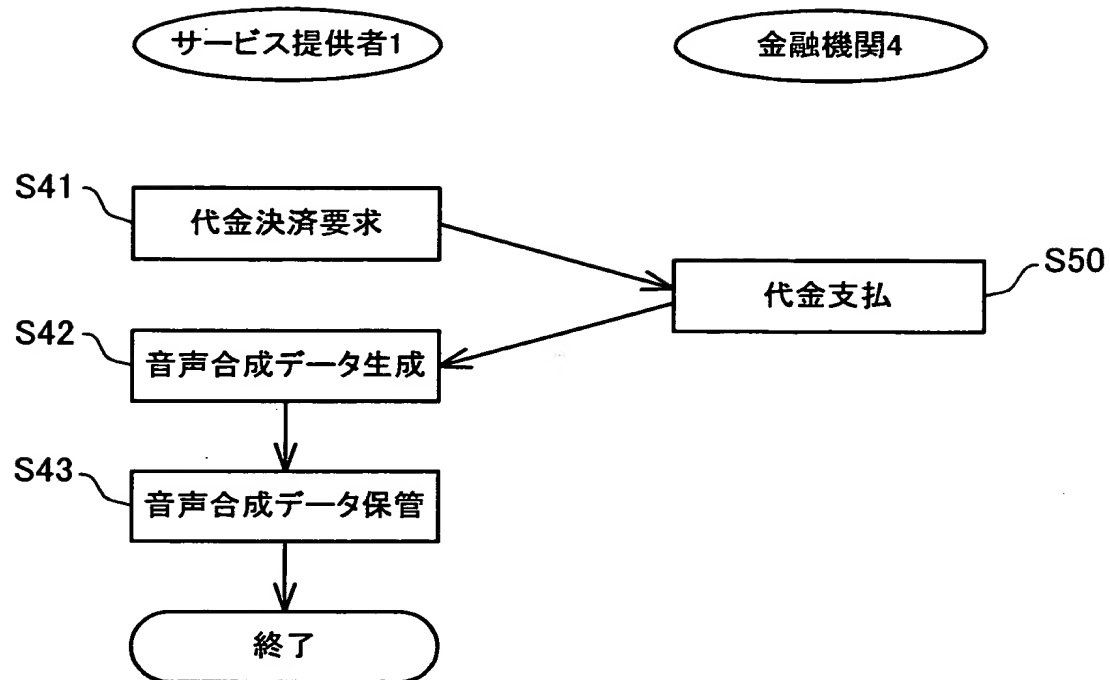 サービス提供者1
金融機関4
S41
代金決済要求
S50
代金支払
S42
音声合成データ生成
S43
音声合成データ保管
終了